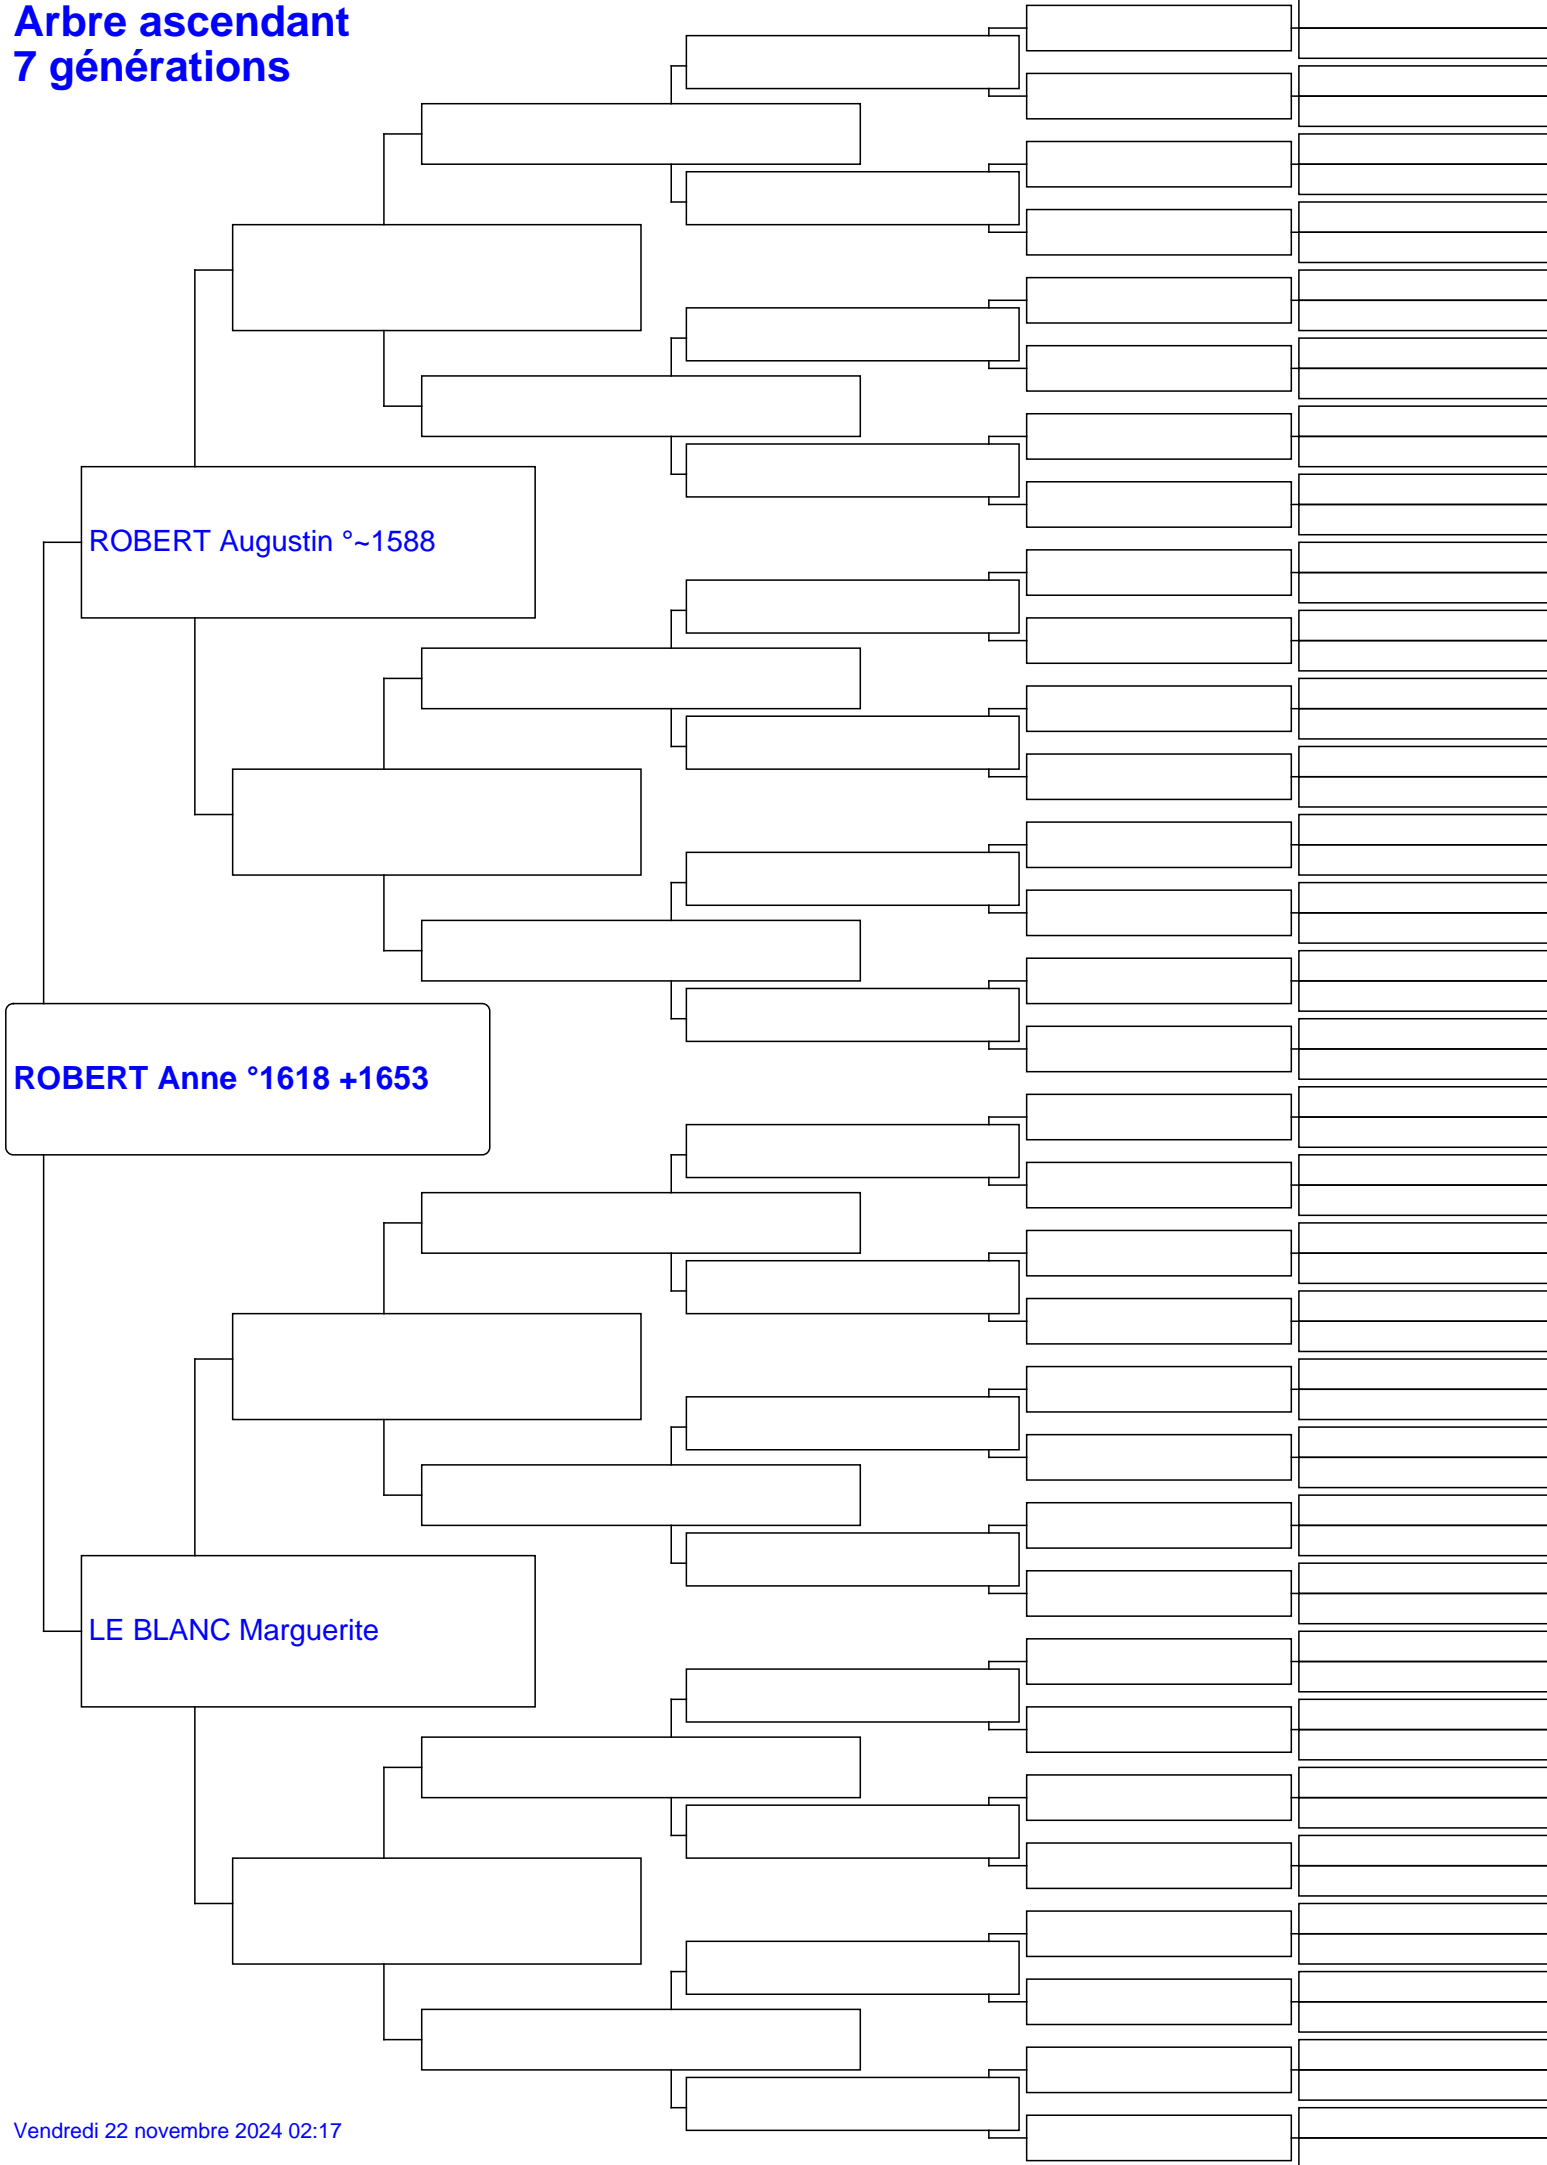 Arbre ascendant
7 générations
ROBERT Augustin °~1588
ROBERT Anne °1618 +1653
LE BLANC Marguerite
Vendredi 22 novembre 2024 02:17